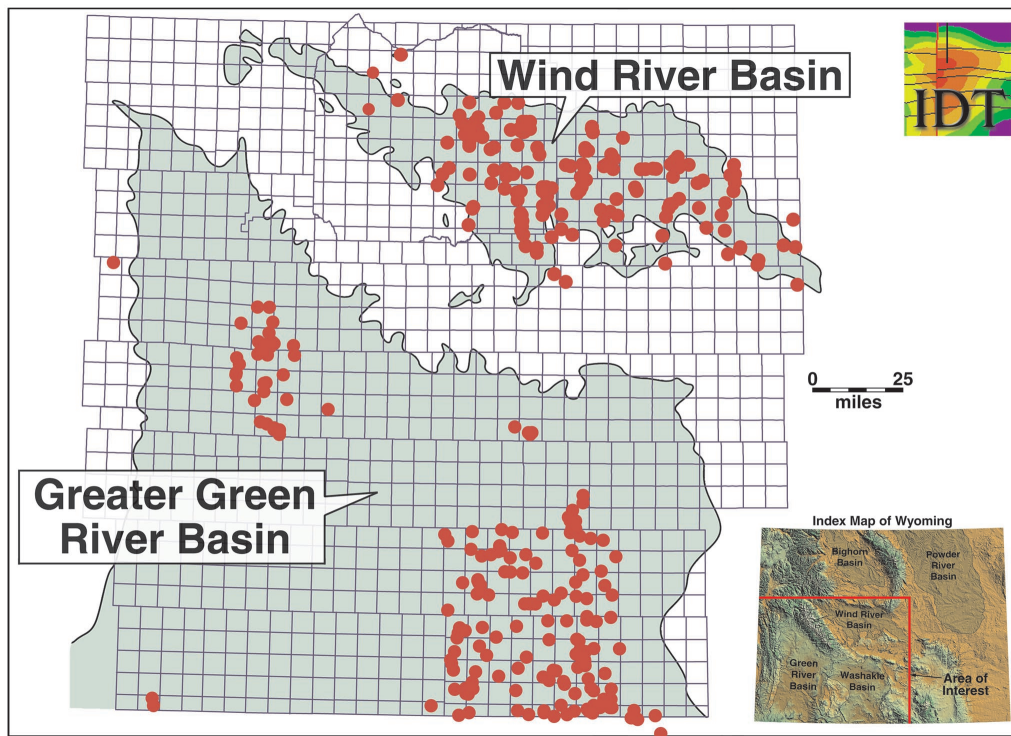 Wind River Basin
IDT
0 25
miles
Greater Green
River Basin
Index Map of Wyoming
Bighorn
Basin
Powder
River
Basin
Wind River
Basin
Green
River
Basin
Washakie
Basin
Area of
Interest